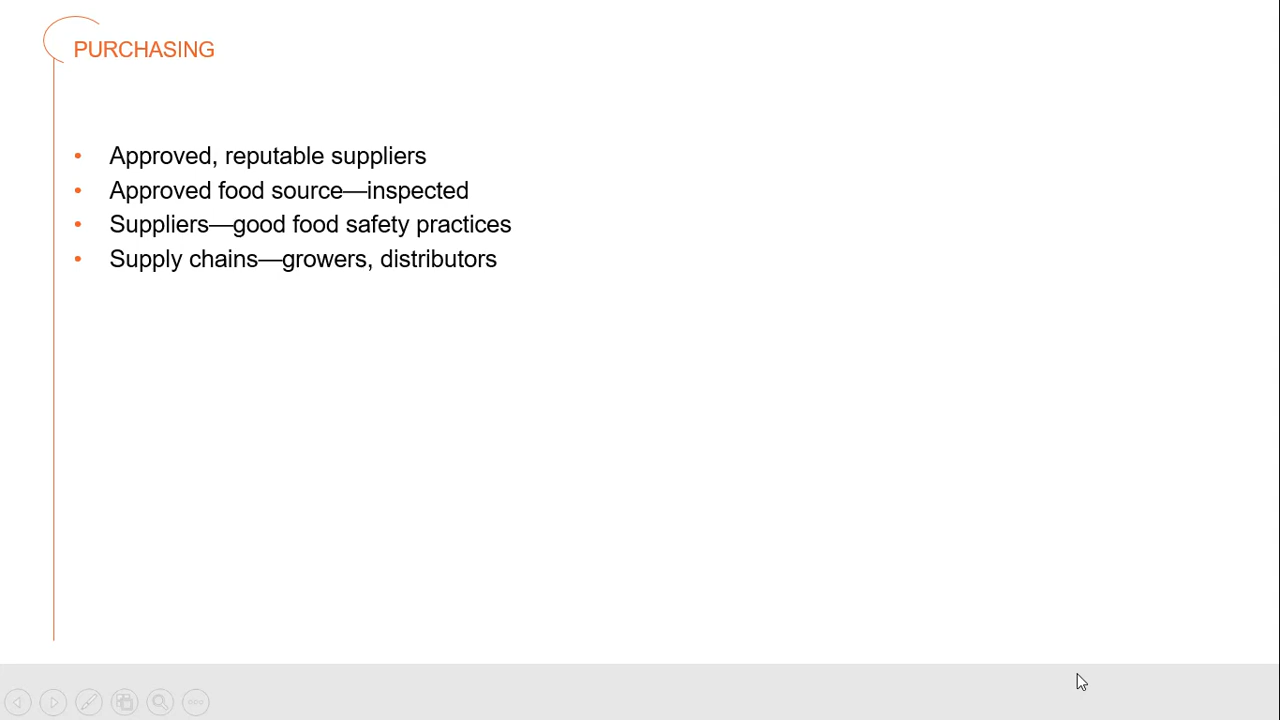 PURCHASING
• Approved, reputable suppliers
• Approved food source—inspected
• Suppliers—good food safety practices
• Supply chains—growers, distributors